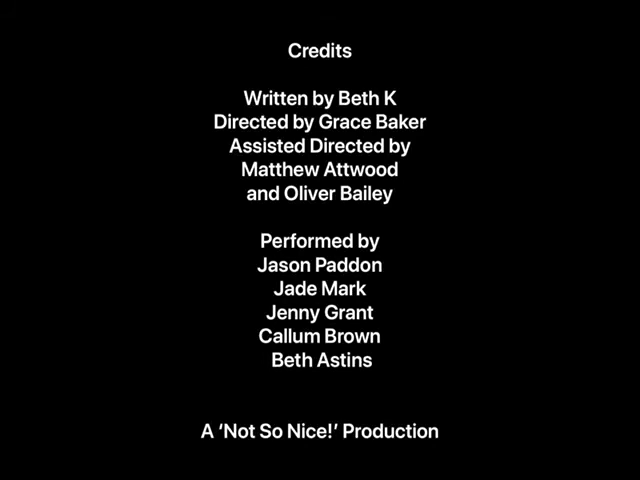 Credits
Written by Beth K
Directed by Grace Baker
Assisted Directed by
Matthew Attwood
and Oliver Bailey
Performed by
Jason Paddon
Jade Mark
Jenny Grant
Callum Brown
Beth Astins
A ‘Not So Nice!’ Production